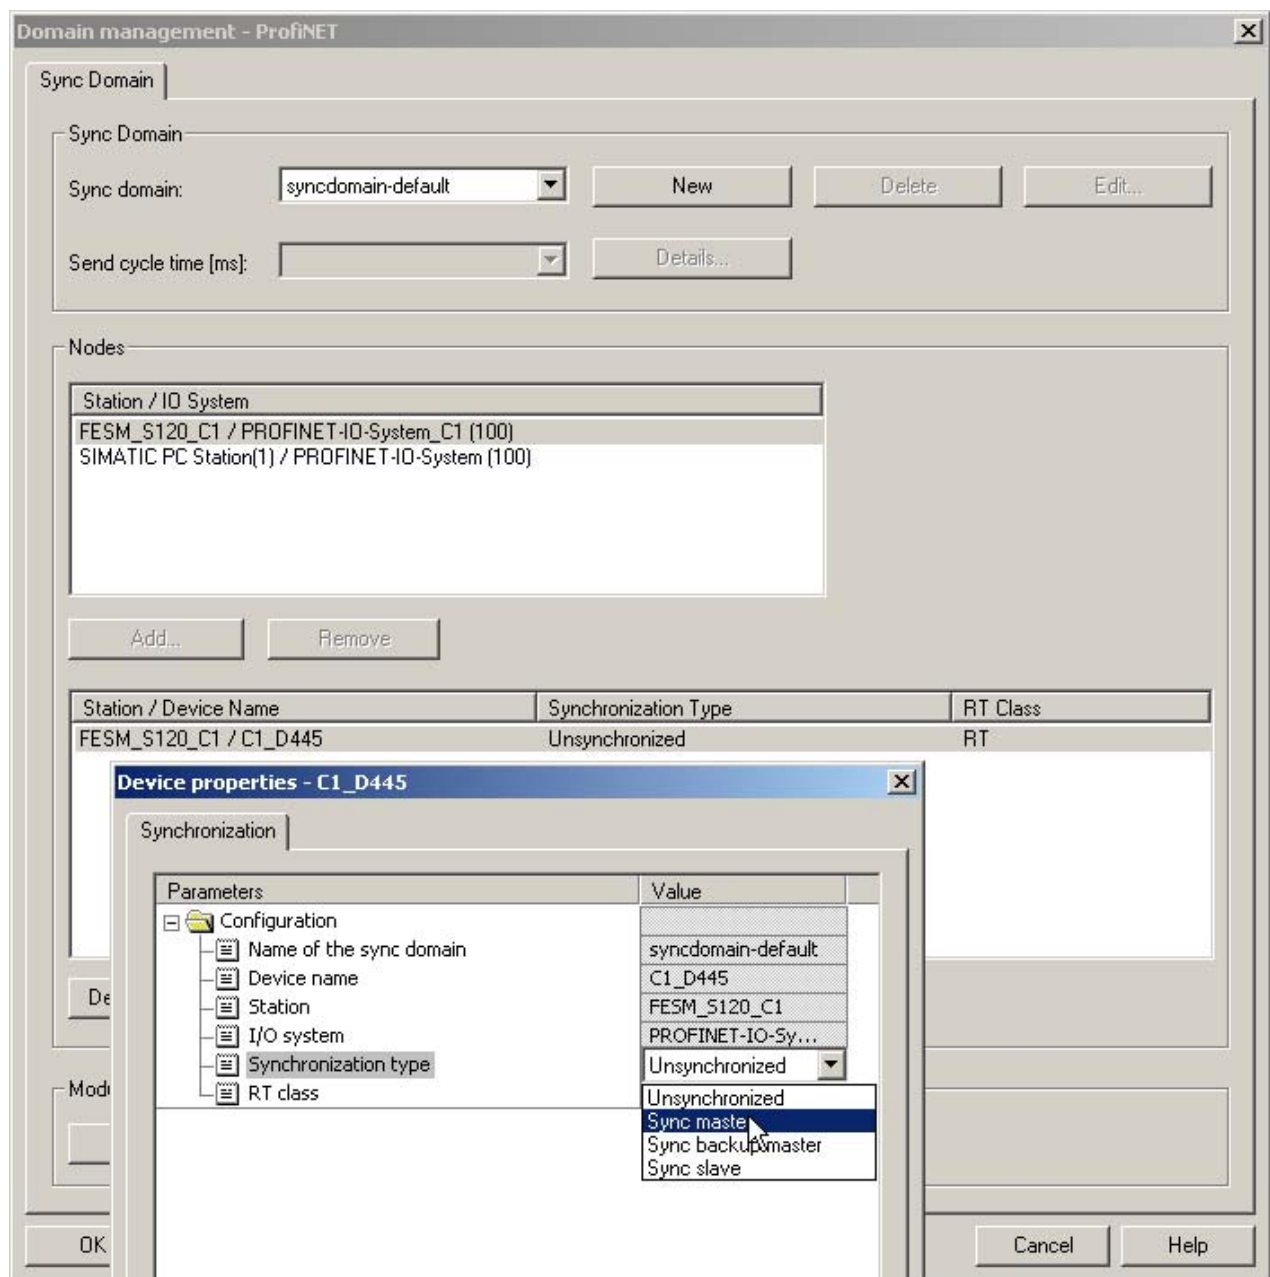 Domain management - ProfiNET
Sync Domain
Sync Domain
Sync domain: syncdomain-default New Delete Edit...
Send cycle time [ms]: Details...
Nodes
Station / IO System
FESM_S120_C1 / PROFINET-IO-System_C1 (100)
SIMATIC PC Station(1) / PROFINET-IO-System (100)
Add... Remove
Station / Device Name Synchronization Type RT Class
FESM_S120_C1 / C1_D445 Unsynchronized RT
Device properties - C1_D445
Synchronization
Parameters Value
Configuration
Name of the sync domain syncdomain-default
Device name C1_D445
De
Station FESM_S120_C1
I/O system PROFINET-IO-Sy...
Synchronization type Unsynchronized
Modu
RT class
Unsynchronized
Sync maste
Sync backup master
Sync slave
OK Cancel Help